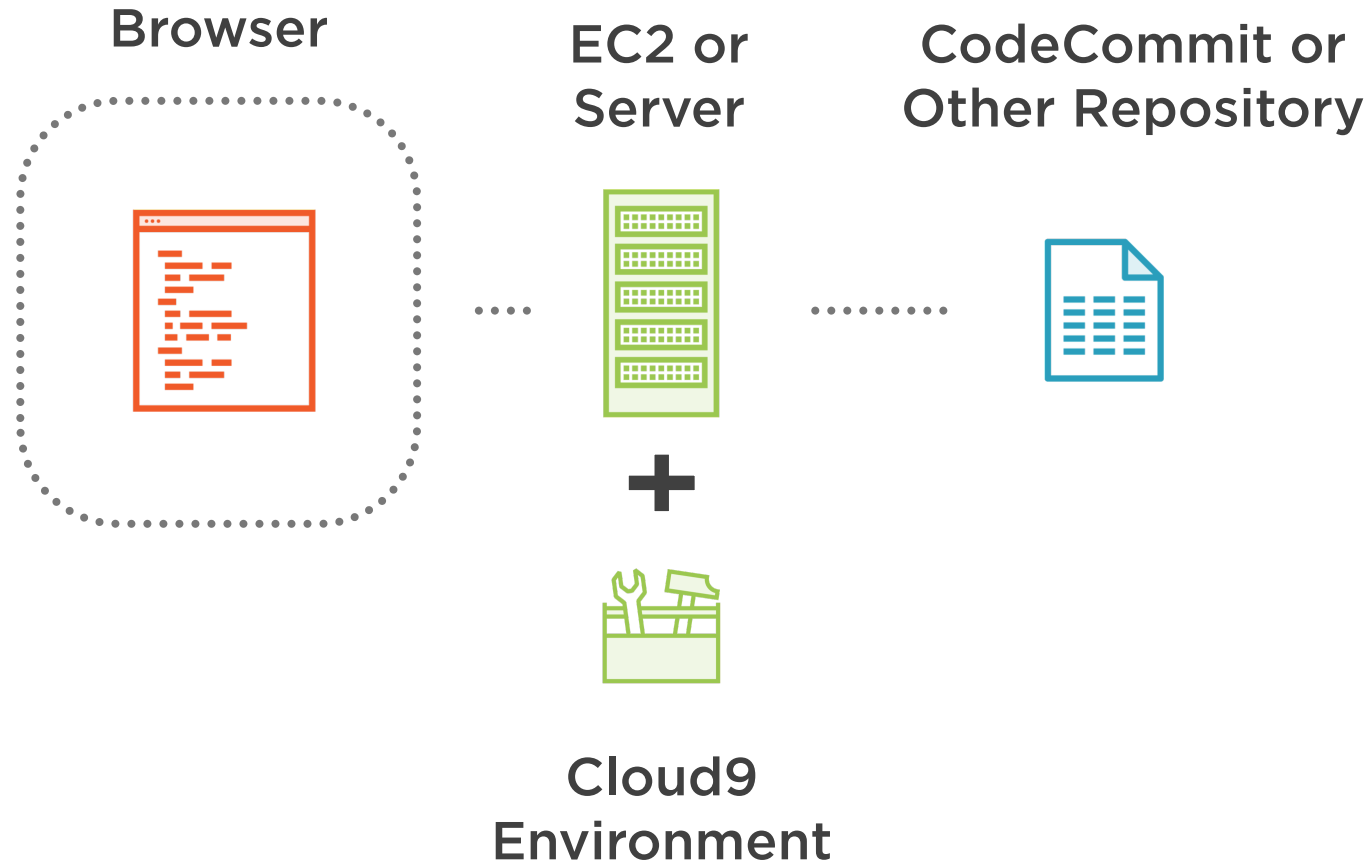 Browser
EC2 or
Server
CodeCommit or
Other Repository
Cloud9
Environment